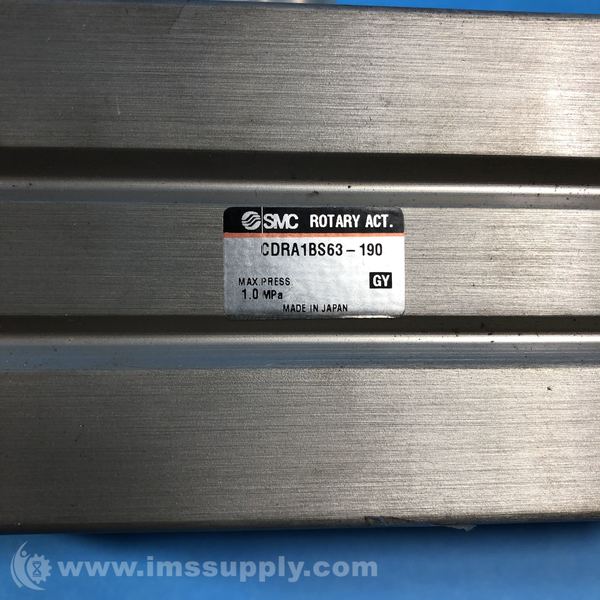 SMC ROTARY ACT.
CDRA1BS63-190
MAX.PRESS
1.0 MPa
GY
MADE IN JAPAN
www.imssupply.com